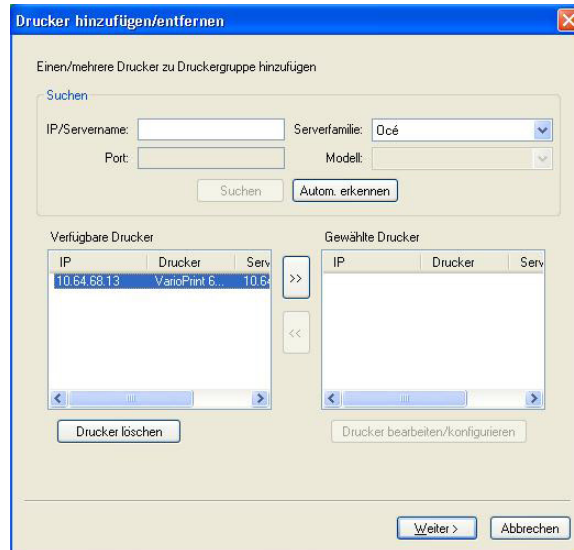 Drucker hinzufügen/entfernen
Einen/mehrere Drucker zu Druckergruppe hinzufügen
Suchen
IP/Servername: Serverfamilie: Océ
Port: Modell:
Suchen Autom. erkennen
Verfügbare Drucker Gewählte Drucker
IP Drucker Serv IP Drucker Serv
10.64.68.13 VarioPrint 6... 10.64
>>
<<
Drucker löschen Drucker bearbeiten/konfigurieren
Weiter > Abbrechen